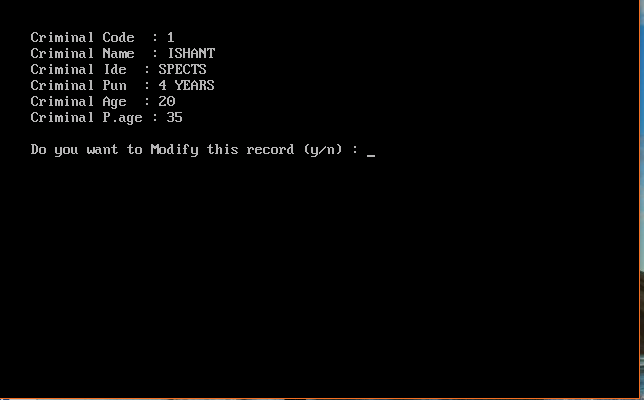 Criminal Code  : 1
Criminal Name  : ISHANT
Criminal Ide  : SPECTS
Criminal Pun  : 4 YEARS
Criminal Age  : 20
Criminal P.age : 35
Do you want to Modify this record (y/n) : _